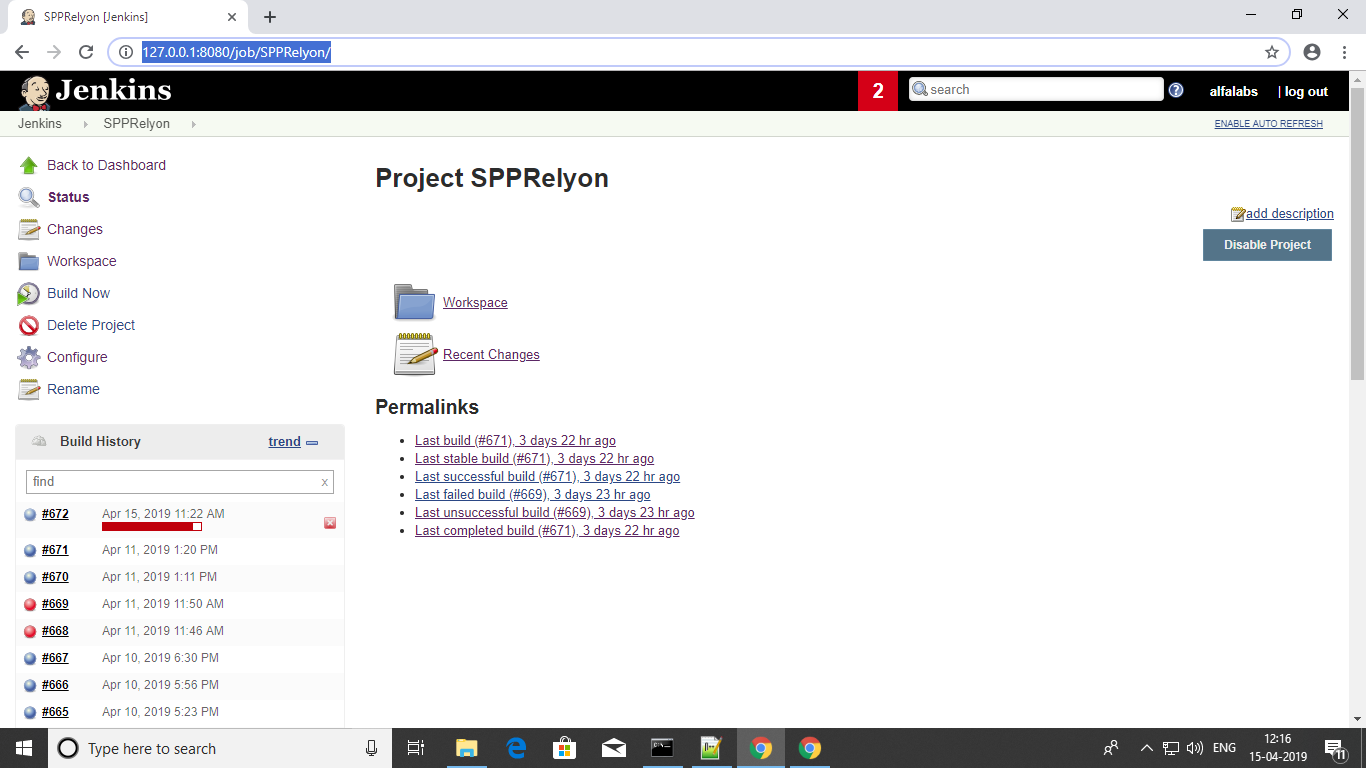 SPPRelyon [Jenkins]
127.0.0.1:8080/job/SPPRelyon/
Jenkins
2
search
alfalabs
| log out
Jenkins
SPPRelyon
ENABLE AUTO REFRESH
Back to Dashboard
Status
Changes
Workspace
Build Now
Delete Project
Configure
Rename
Project SPPRelyon
add description
Disable Project
Workspace
Recent Changes
Permalinks
Last build (#671), 3 days 22 hr ago
Last stable build (#671), 3 days 22 hr ago
Last successful build (#671), 3 days 22 hr ago
Last failed build (#669), 3 days 23 hr ago
Last unsuccessful build (#669), 3 days 23 hr ago
Last completed build (#671), 3 days 22 hr ago
Build History
trend
find
x
#672 Apr 15, 2019 11:22 AM
#671 Apr 11, 2019 1:20 PM
#670 Apr 11, 2019 1:11 PM
#669 Apr 11, 2019 11:50 AM
#668 Apr 11, 2019 11:46 AM
#667 Apr 10, 2019 6:30 PM
#666 Apr 10, 2019 5:56 PM
#665 Apr 10, 2019 5:23 PM
Type here to search
ENG
12:16
15-04-2019
11